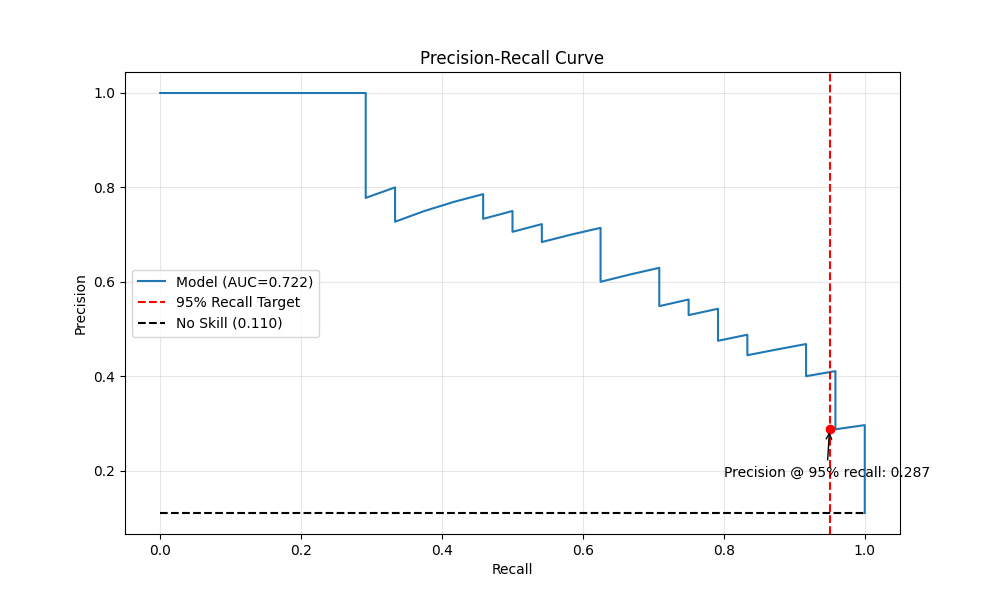 Precision-Recall Curve
Precision
1.0
0.8
0.6
0.4
0.2
Model (AUC=0.722)
95% Recall Target
No Skill (0.110)
Precision @ 95% recall: 0.287
0.0
0.2
0.4
0.6
0.8
1.0
Recall